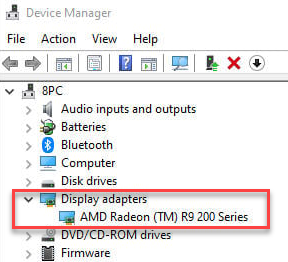 Device Manager
File Action View Help
8PC
Audio inputs and outputs
Batteries
Bluetooth
Computer
Disk drives
Display adapters
AMD Radeon (TM) R9 200 Series
DVD/CD-ROM drives
Firmware